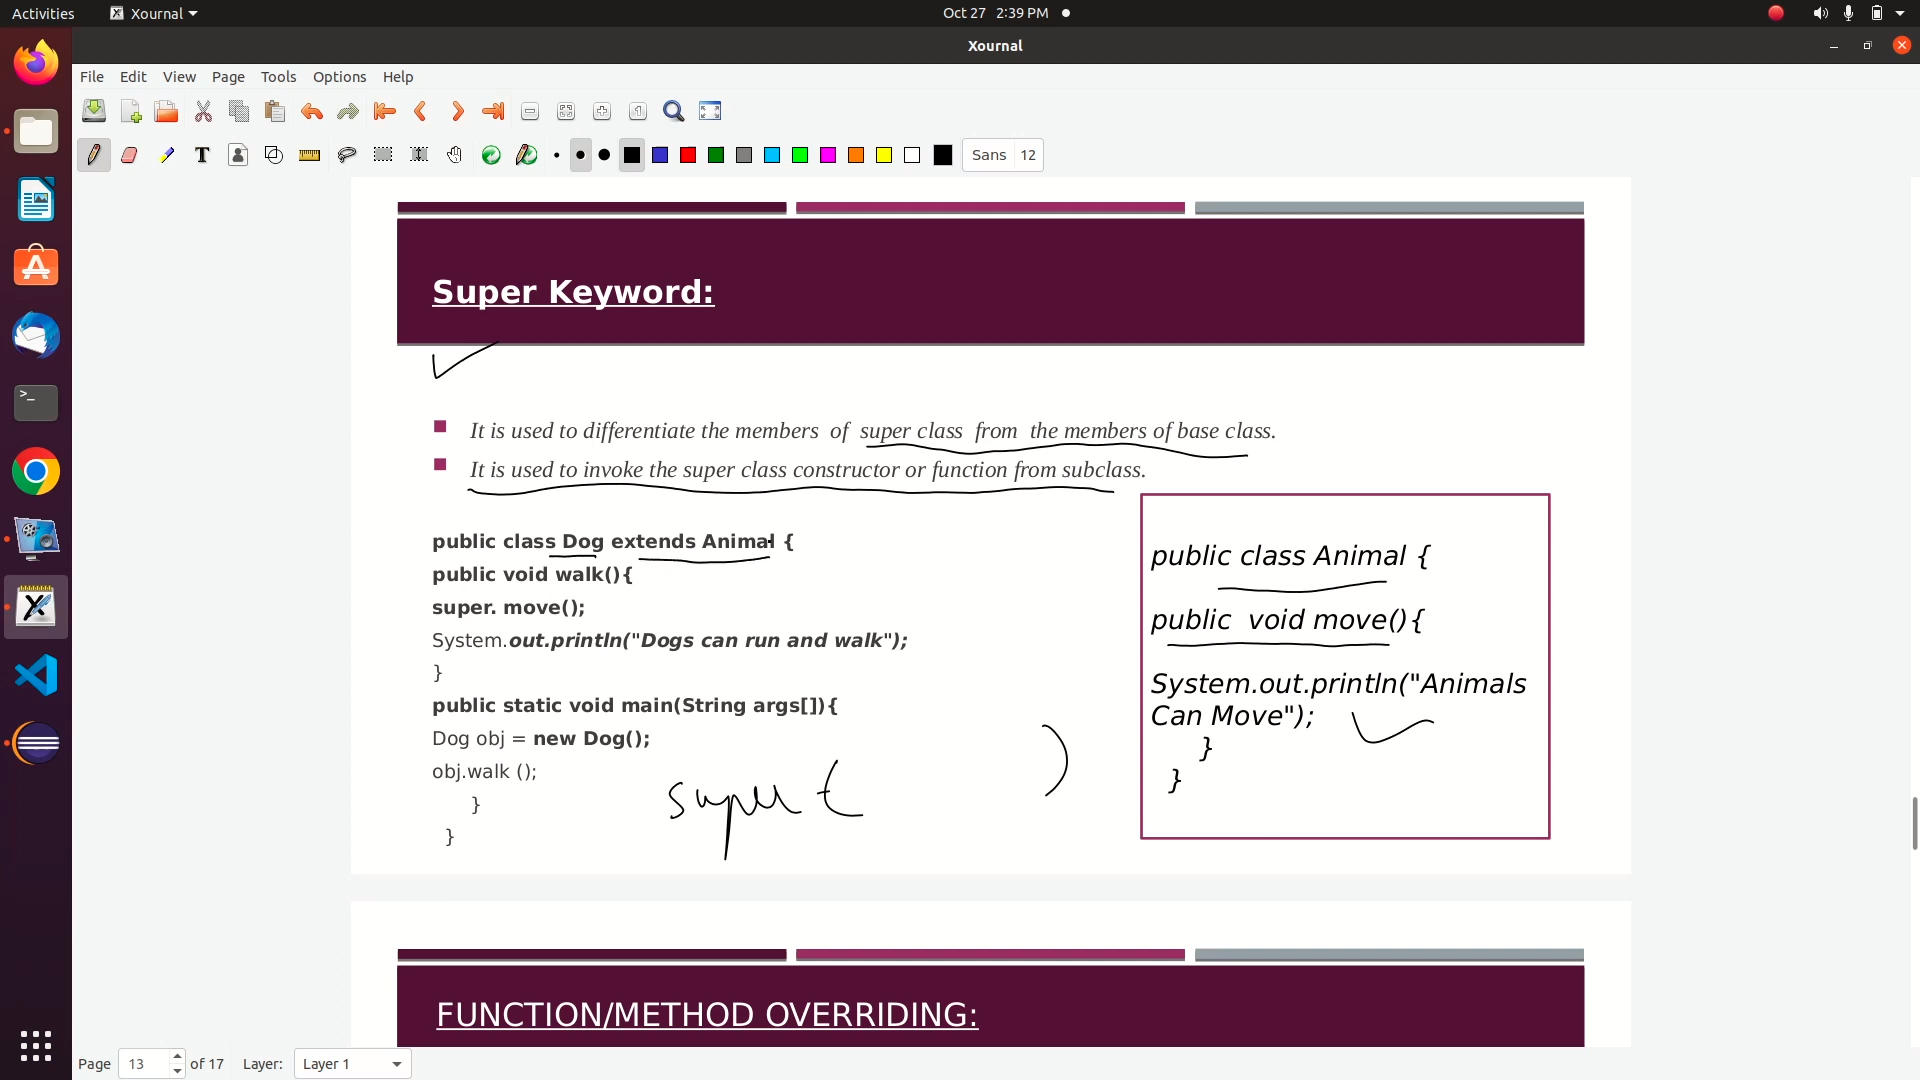 Activities
Xournal
Oct 27 2:39 PM
Xournal
File Edit View Page Tools Options Help
Sans 12
Super Keyword:
It is used to differentiate the members of super class from the members of base class.
It is used to invoke the super class constructor or function from subclass.
public class Dog extends Animal {
public void walk(){
super. move();
System.out.println("Dogs can run and walk");
}
public static void main(String args[]){
Dog obj = new Dog();
obj.walk ();
}
}
super ( )
public class Animal {
public void move(){
System.out.println("Animals
Can Move");
}
}
FUNCTION/METHOD OVERRIDING:
Page 13 of 17 Layer: Layer 1